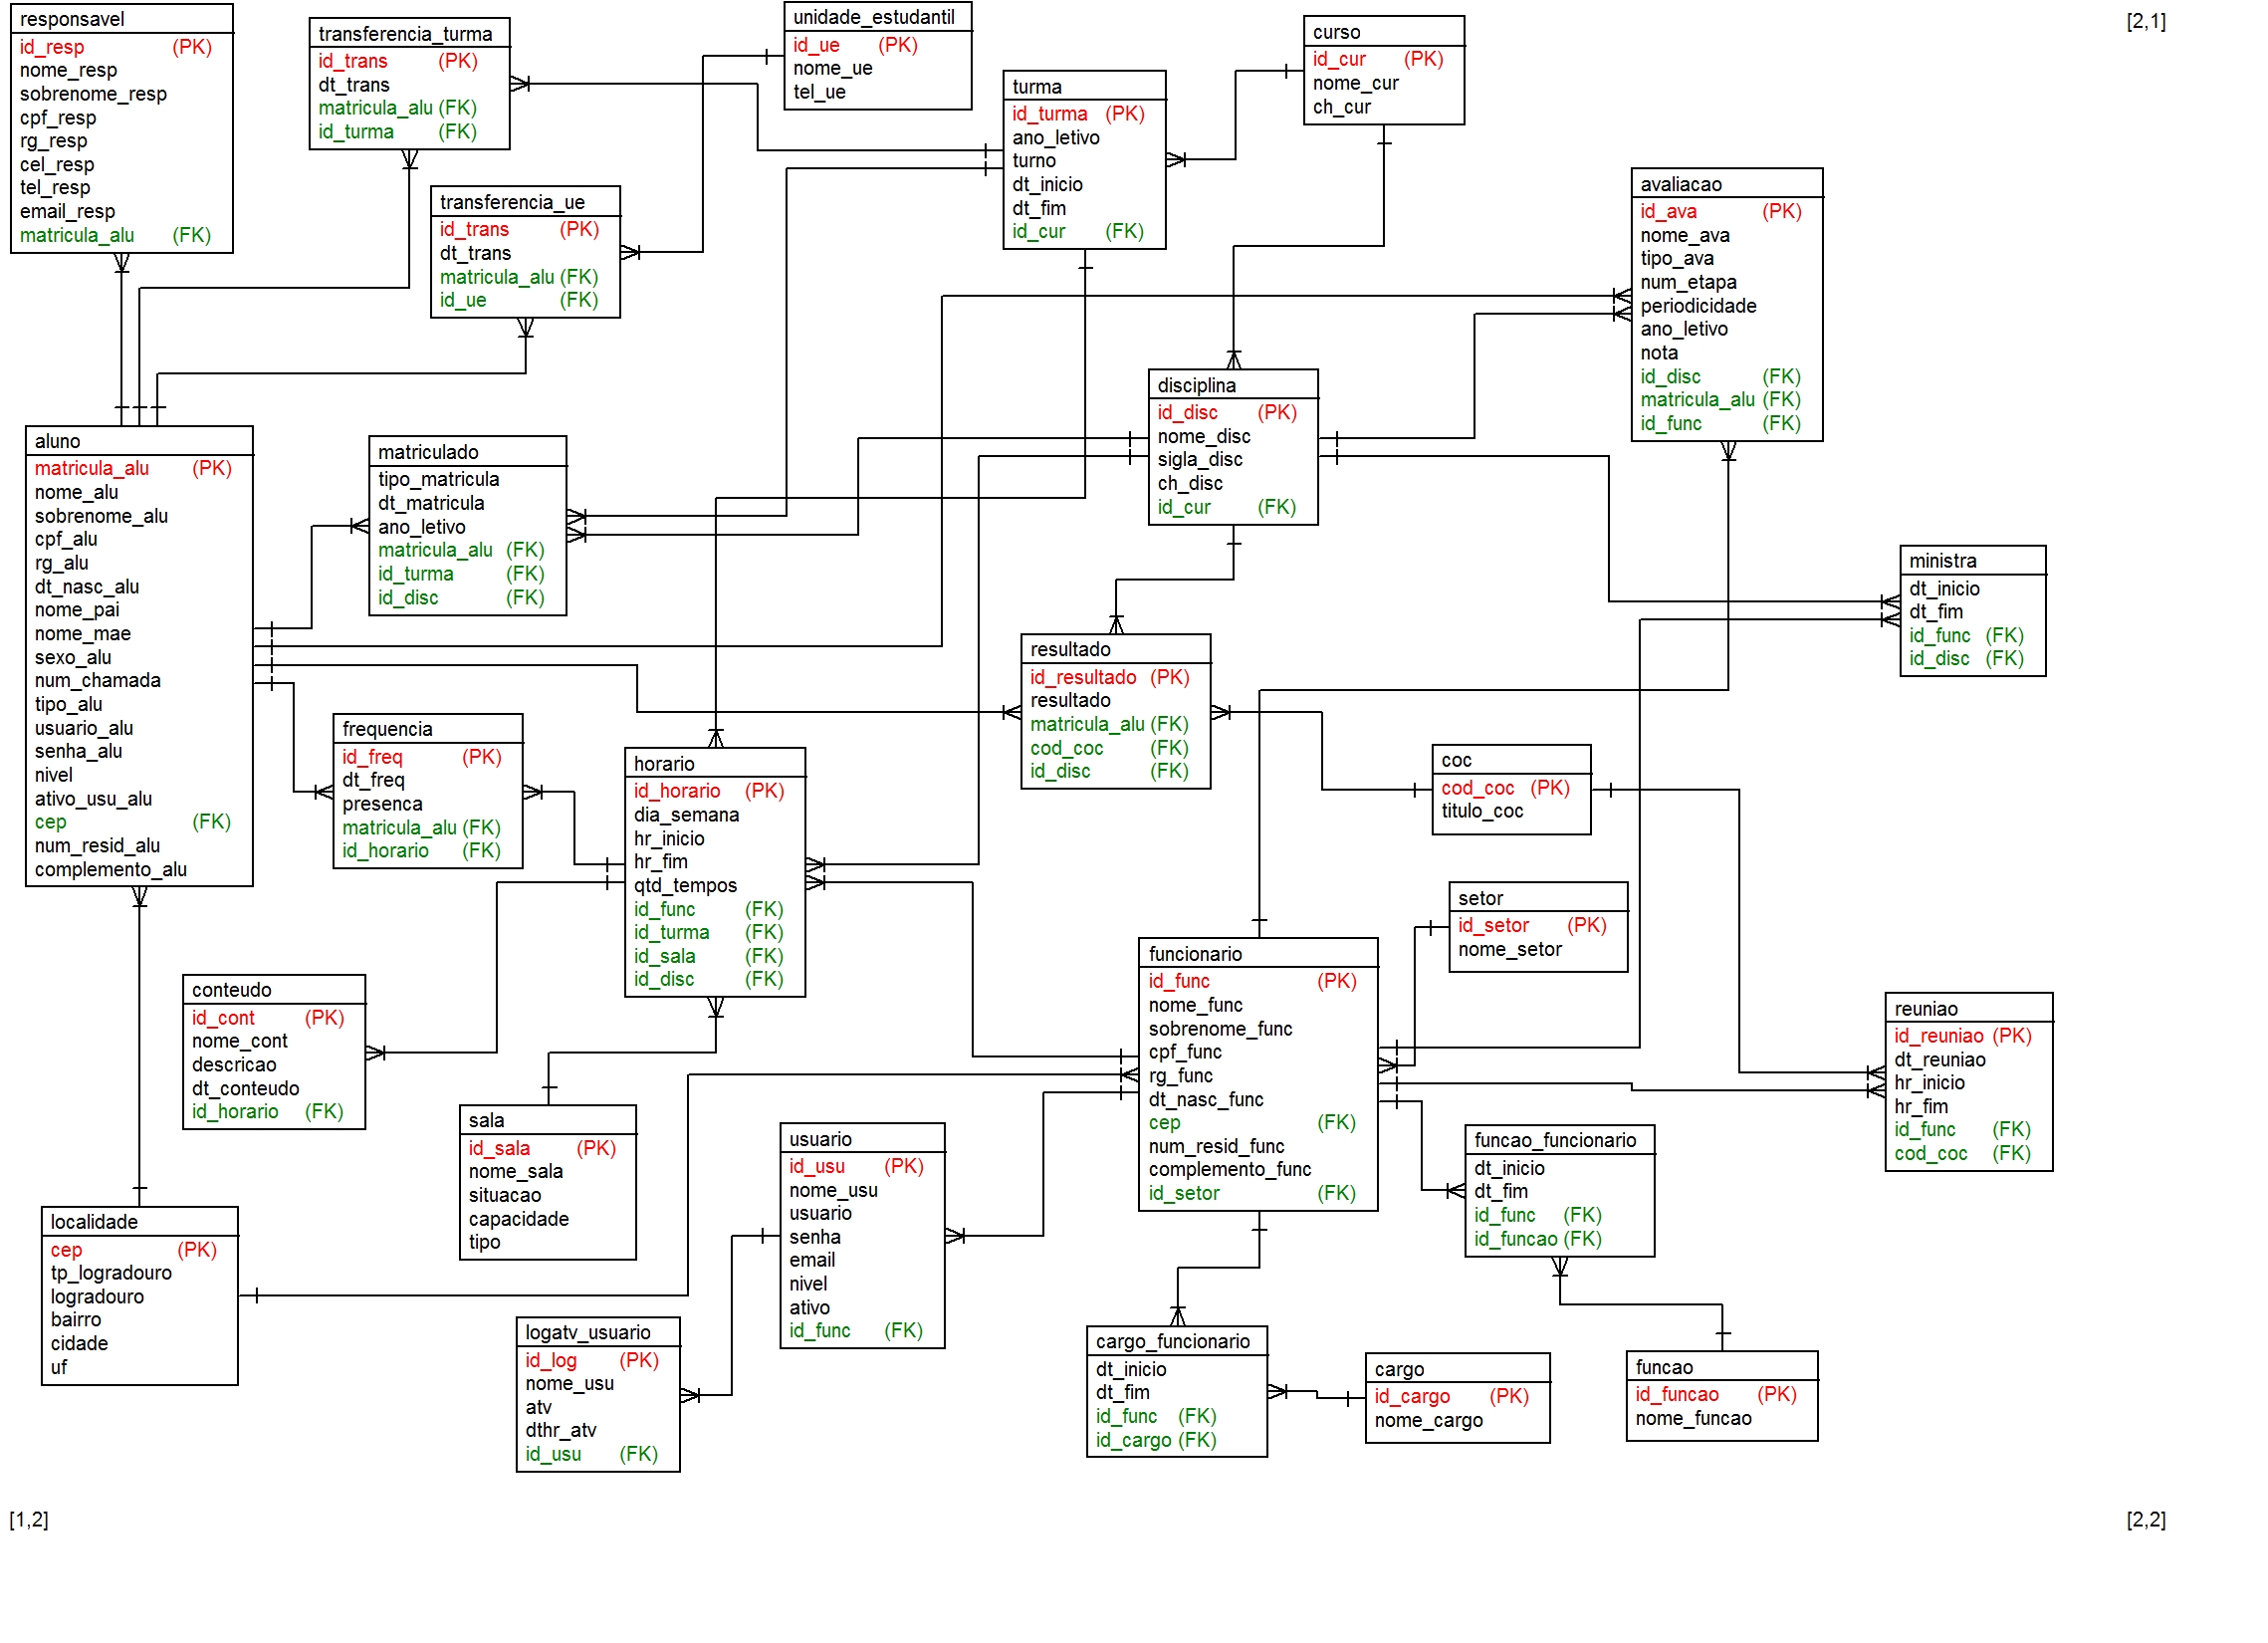 responsavel
id_resp (PK)
nome_resp
sobrenome_resp
cpf_resp
rg_resp
cel_resp
tel_resp
email_resp
matricula_alu (FK)
transferencia_turma
id_trans (PK)
dt_trans
matricula_alu (FK)
id_turma (FK)
transferencia_ue
id_trans (PK)
dt_trans
matricula_alu (FK)
id_ue (FK)
unidade_estudantil
id_ue (PK)
nome_ue
tel_ue
turma
id_turma (PK)
ano_letivo
turno
dt_inicio
dt_fim
id_cur (FK)
curso
id_cur (PK)
nome_cur
ch_cur
[2,1]
avaliacao
id_ava (PK)
nome_ava
tipo_ava
num_etapa
periodicidade
ano_letivo
nota
id_disc (FK)
matricula_alu (FK)
id_func (FK)
disciplina
id_disc (PK)
nome_disc
sigla_disc
ch_disc
id_cur (FK)
aluno
matricula_alu (PK)
nome_alu
sobrenome_alu
cpf_alu
rg_alu
dt_nasc_alu
nome_pai
nome_mae
sexo_alu
num_chamada
tipo_alu
usuario_alu
senha_alu
nivel
ativo_usu_alu
cep (FK)
num_resid_alu
complemento_alu
matriculado
tipo_matricula
dt_matricula
ano_letivo
matricula_alu (FK)
id_turma (FK)
id_disc (FK)
ministra
dt_inicio
dt_fim
id_func (FK)
id_disc (FK)
resultado
id_resultado (PK)
resultado
matricula_alu (FK)
cod_coc (FK)
id_disc (FK)
frequencia
id_freq (PK)
dt_freq
presenca
matricula_alu (FK)
id_horario (FK)
horario
id_horario (PK)
dia_semana
hr_inicio
hr_fim
qtd_tempos
id_func (FK)
id_turma (FK)
id_sala (FK)
id_disc (FK)
coc
cod_coc (PK)
titulo_coc
setor
id_setor (PK)
nome_setor
funcionario
id_func (PK)
nome_func
sobrenome_func
cpf_func
rg_func
dt_nasc_func
cep (FK)
num_resid_func
complemento_func
id_setor (FK)
conteudo
id_cont (PK)
nome_cont
descricao
dt_conteudo
id_horario (FK)
reuniao
id_reuniao (PK)
dt_reuniao
hr_inicio
hr_fim
id_func (FK)
cod_coc (FK)
sala
id_sala (PK)
nome_sala
situacao
capacidade
tipo
usuario
id_usu (PK)
nome_usu
usuario
senha
email
nivel
ativo
id_func (FK)
funcao_funcionario
dt_inicio
dt_fim
id_func (FK)
id_funcao (FK)
localidade
cep (PK)
tp_logradouro
logradouro
bairro
cidade
uf
logatv_usuario
id_log (PK)
nome_usu
atv
dthr_atv
id_usu (FK)
cargo_funcionario
dt_inicio
dt_fim
id_func (FK)
id_cargo (FK)
cargo
id_cargo (PK)
nome_cargo
funcao
id_funcao (PK)
nome_funcao
[1,2]
[2,2]